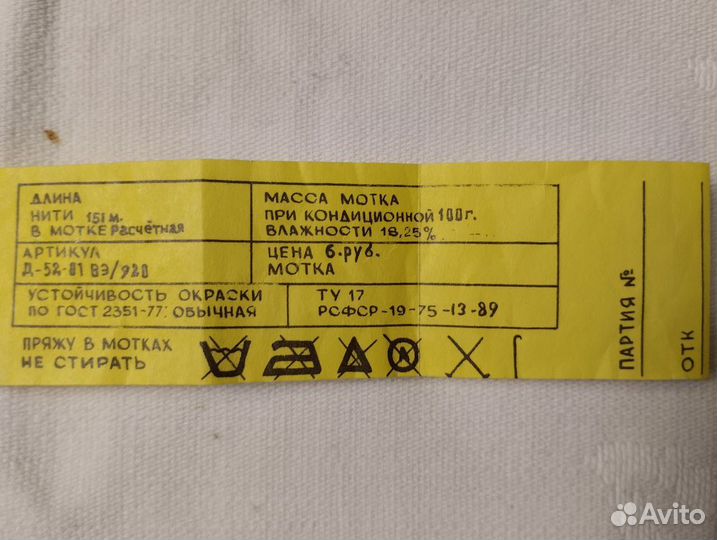 ДЛИНА
НИТИ 151 м.
В МОТКЕ Расчётная
МАССА МОТКА
ПРИ КОНДИЦИОННОЙ 100 г.
ВЛАЖНОСТИ 18,25%
АРТИКУЛ
Д-52-01 ВЭ/920
ЦЕНА 6.руб.
МОТКА
УСТОЙЧИВОСТЬ ОКРАСКИ
ПО ГОСТ 2351-77: ОБЫЧНАЯ
ТУ 17
РСФСР-19-75-13-89
ПРЯЖУ В МОТКАХ
НЕ СТИРАТЬ
ПАРТИЯ №
ОТК
Avito